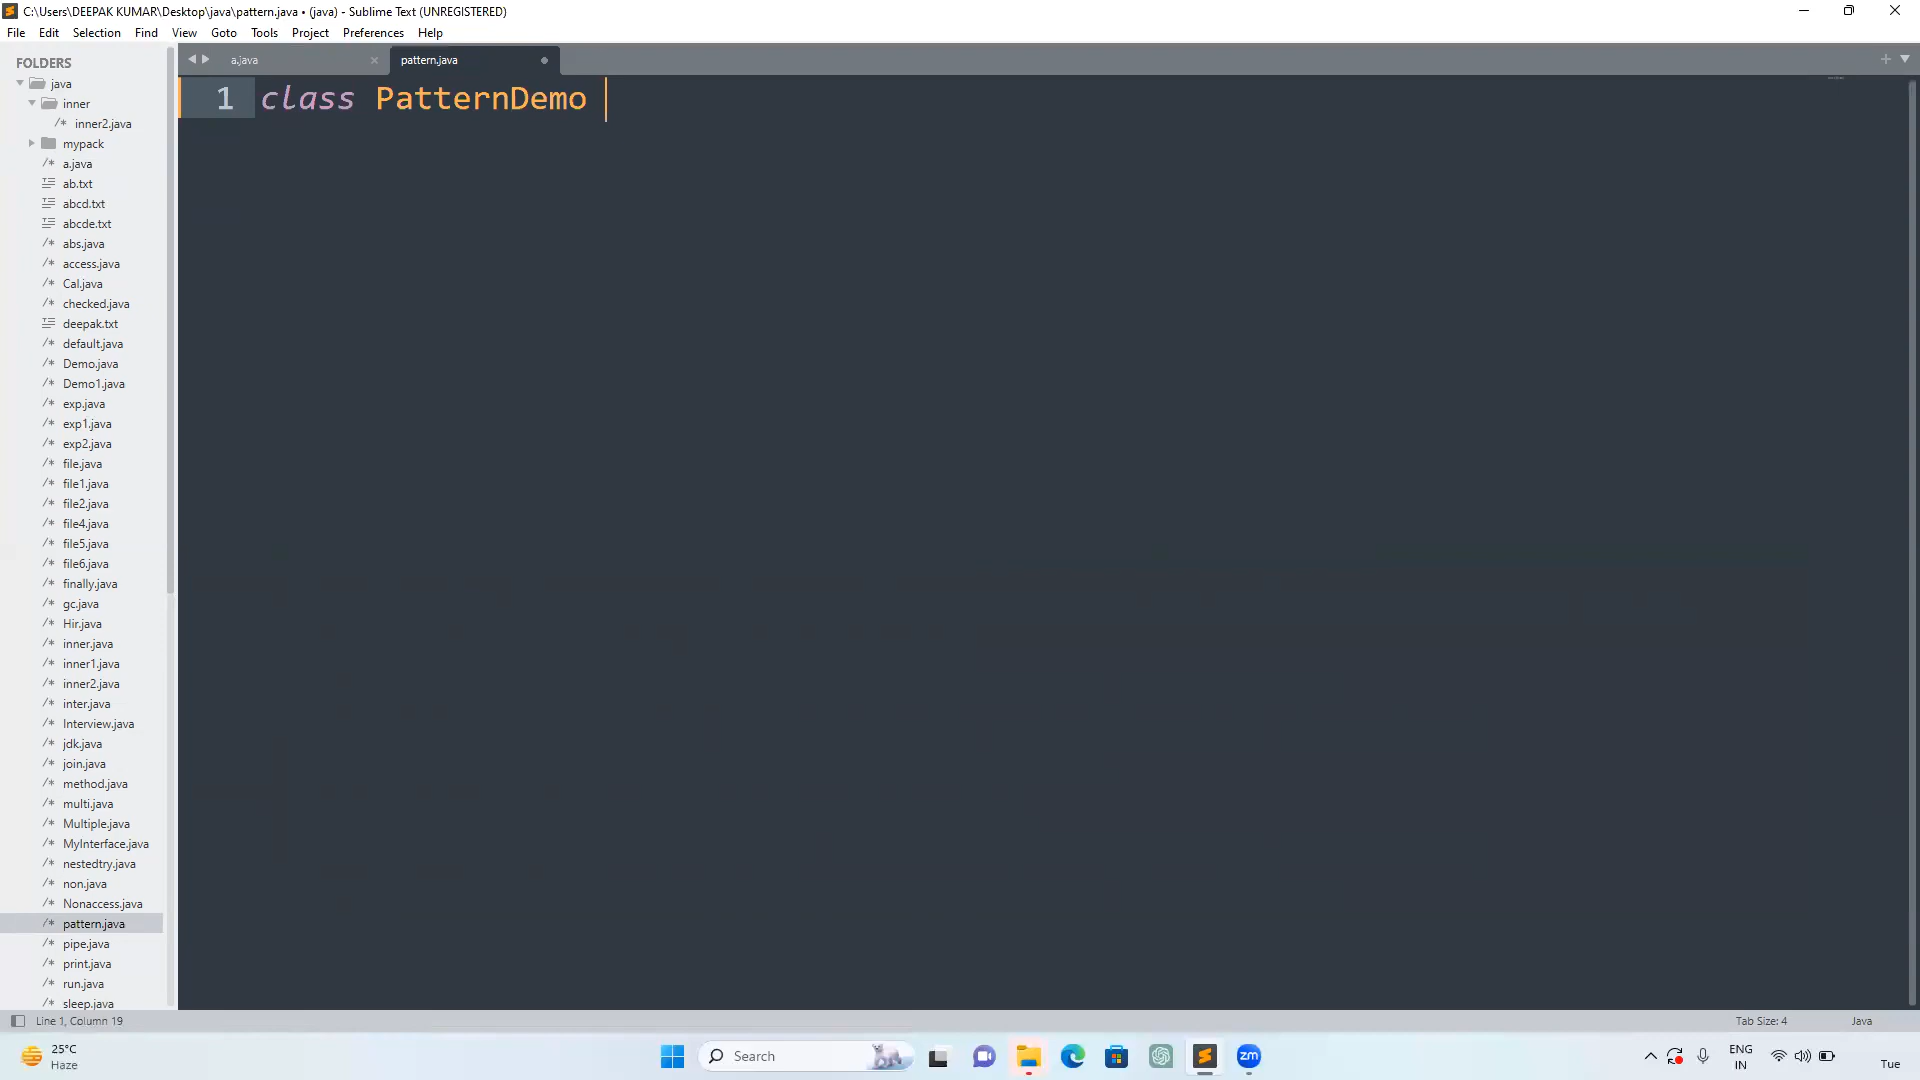 C:\Users\DEEPAK KUMAR\Desktop\java\pattern.java • (java) - Sublime Text (UNREGISTERED)
File Edit Selection Find View Goto Tools Project Preferences Help
FOLDERS
a.java
pattern.java
java
inner
inner2.java
mypack
a.java
ab.txt
abcd.txt
abcde.txt
abs.java
access.java
Cal.java
checked.java
deepak.txt
default.java
Demo.java
Demo1.java
exp.java
exp1.java
exp2.java
file.java
file1.java
file2.java
file4.java
file5.java
file6.java
finally.java
gc.java
Hir.java
inner.java
inner1.java
inner2.java
inter.java
Interview.java
jdk.java
join.java
method.java
multi.java
Multiple.java
MyInterface.java
nestedtry.java
non.java
Nonaccess.java
pattern.java
pipe.java
print.java
run.java
sleep.java
1 class PatternDemo
Line 1, Column 19
Tab Size: 4
Java
25°C
Haze
Search
zm
ENG
IN
Tue